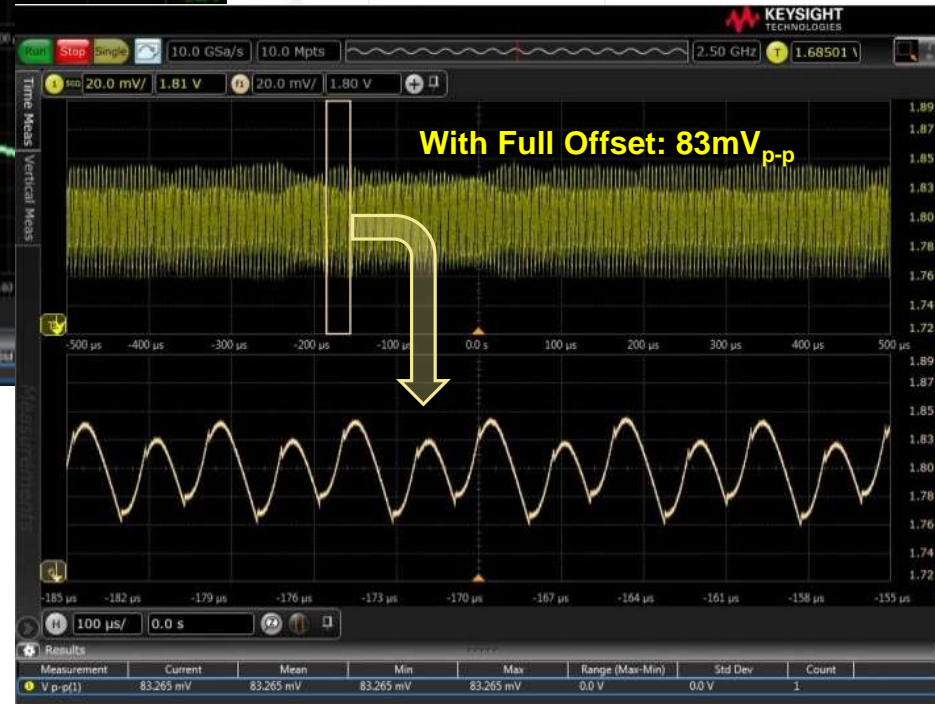 KEYSIGHT
TECHNOLOGIES
Run Stop Single 10.0 GSa/s 10.0 Mpts 2.50 GHz T 1.68501 V
1 50Ω 20.0 mV/ 1.81 V f1 20.0 mV/ 1.80 V
Time Meas
Vertical Meas
With Full Offset: 83mVp-p
1.89
1.87
1.85
1.83
1.80
1.78
1.76
1.74
1.72
-500 µs -400 µs -300 µs -200 µs -100 µs 0.0 s 100 µs 200 µs 300 µs 400 µs 500 µs
1.89
1.87
1.85
1.83
1.80
1.78
1.76
1.74
1.72
Measurements
-185 µs -182 µs -179 µs -176 µs -173 µs -170 µs -167 µs -164 µs -161 µs -158 µs -155 µs
H 100 µs/ 0.0 s
Results
Measurement Current Mean Min Max Range (Max-Min) Std Dev Count
V p-p(1) 83.265 mV 83.265 mV 83.265 mV 83.265 mV 0.0 V 0.0 V 1